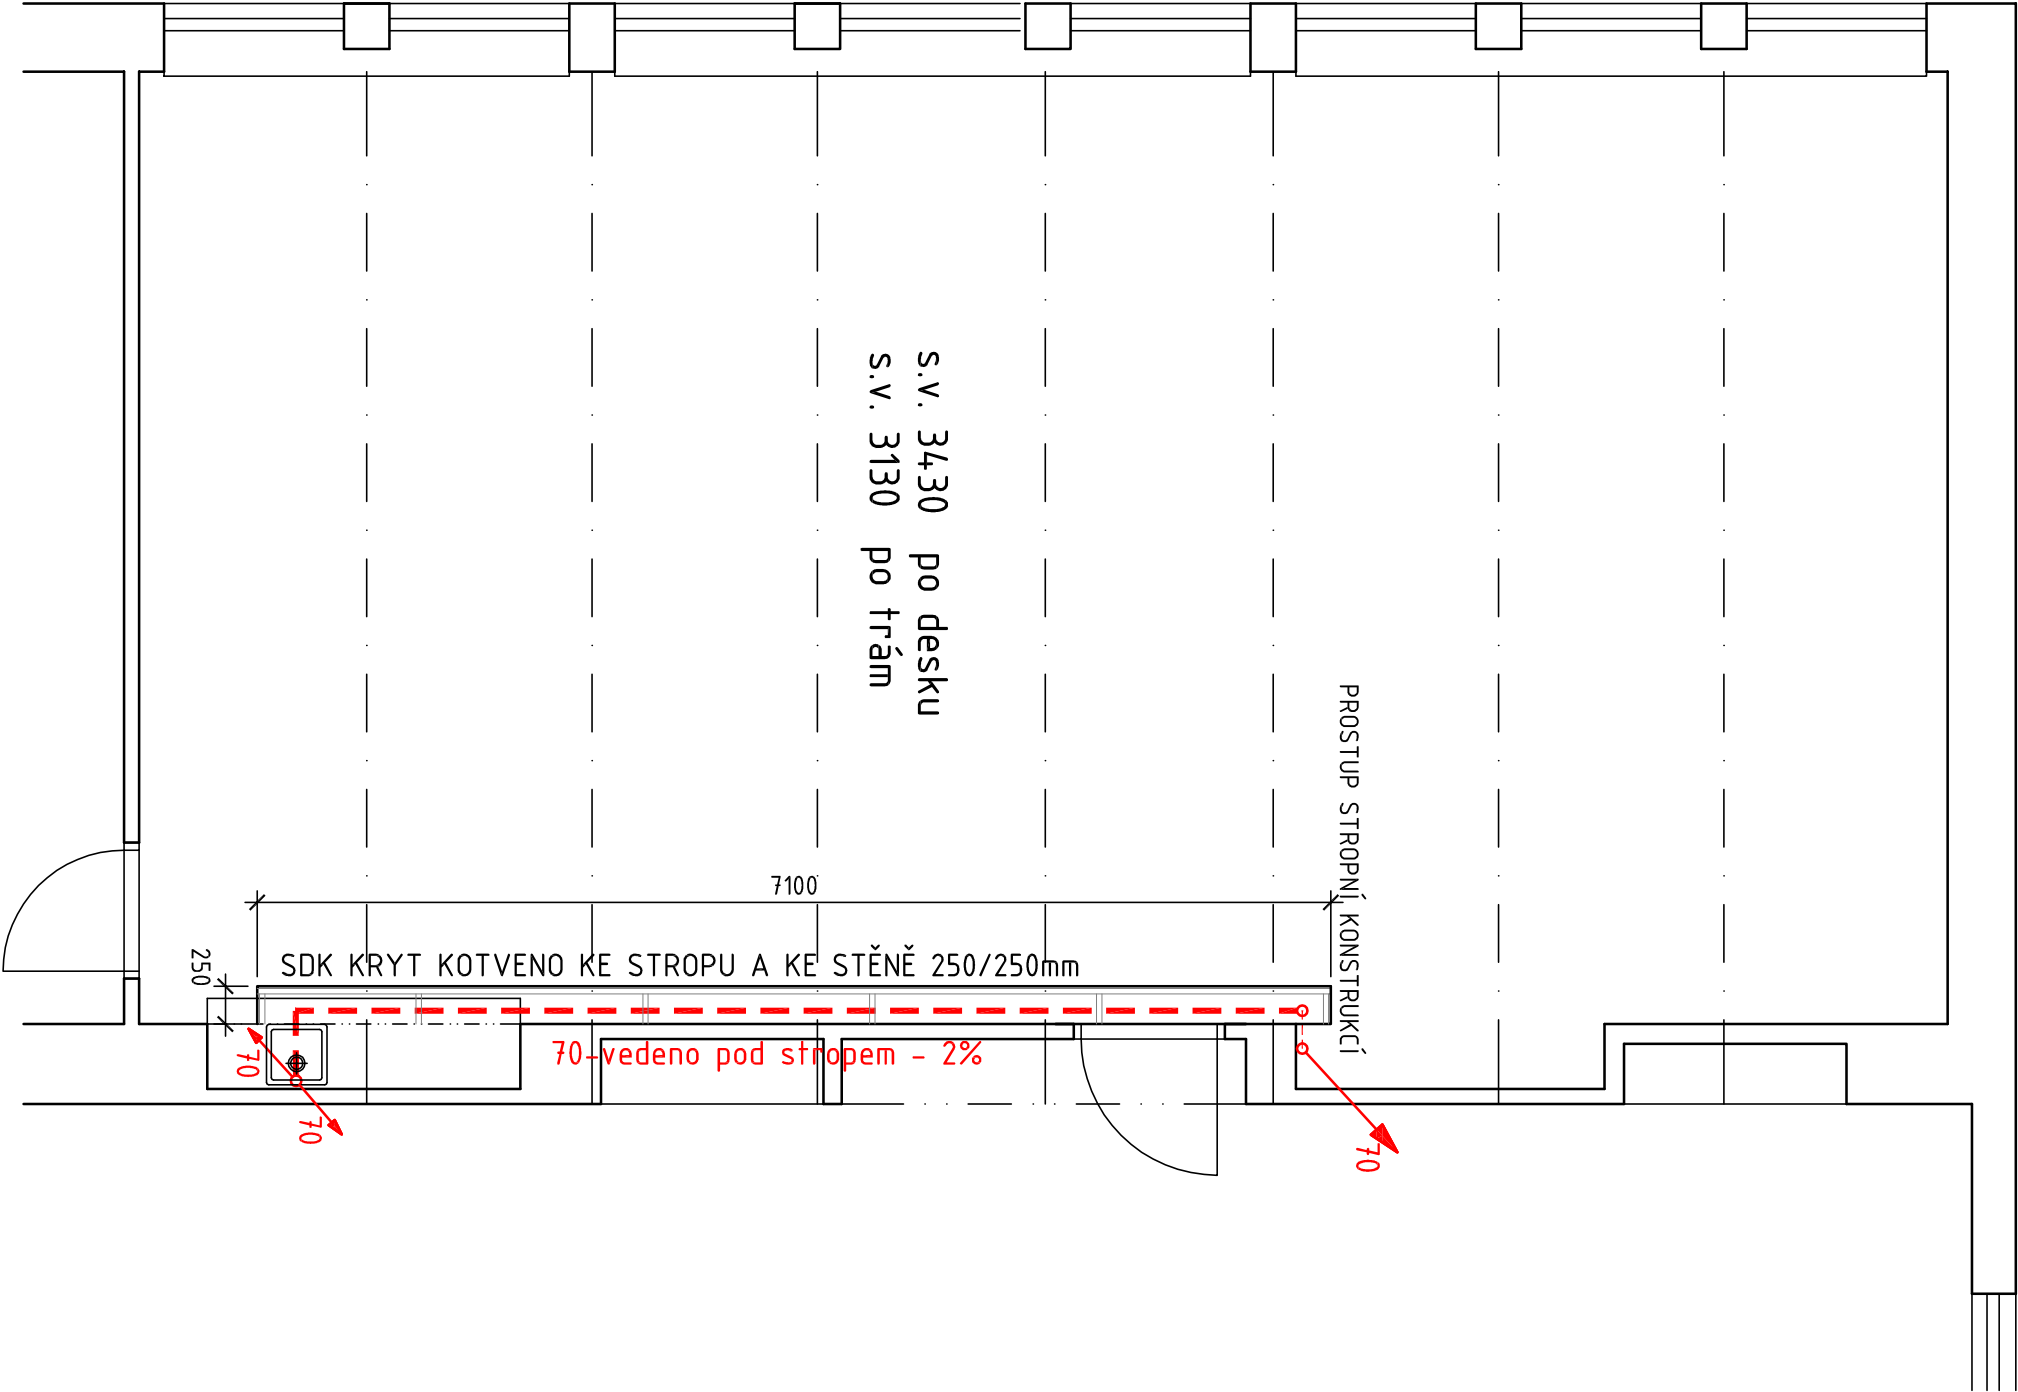 s.v. 3430 po desku
s.v. 3130 po trám
PROSTUP STROPNÍ KONSTRUKCÍ
7100
250
SDK KRYT KOTVENO KE STROPU A KE STĚNĚ 250/250mm
70-vedeno pod stropem - 2%
70
70
70